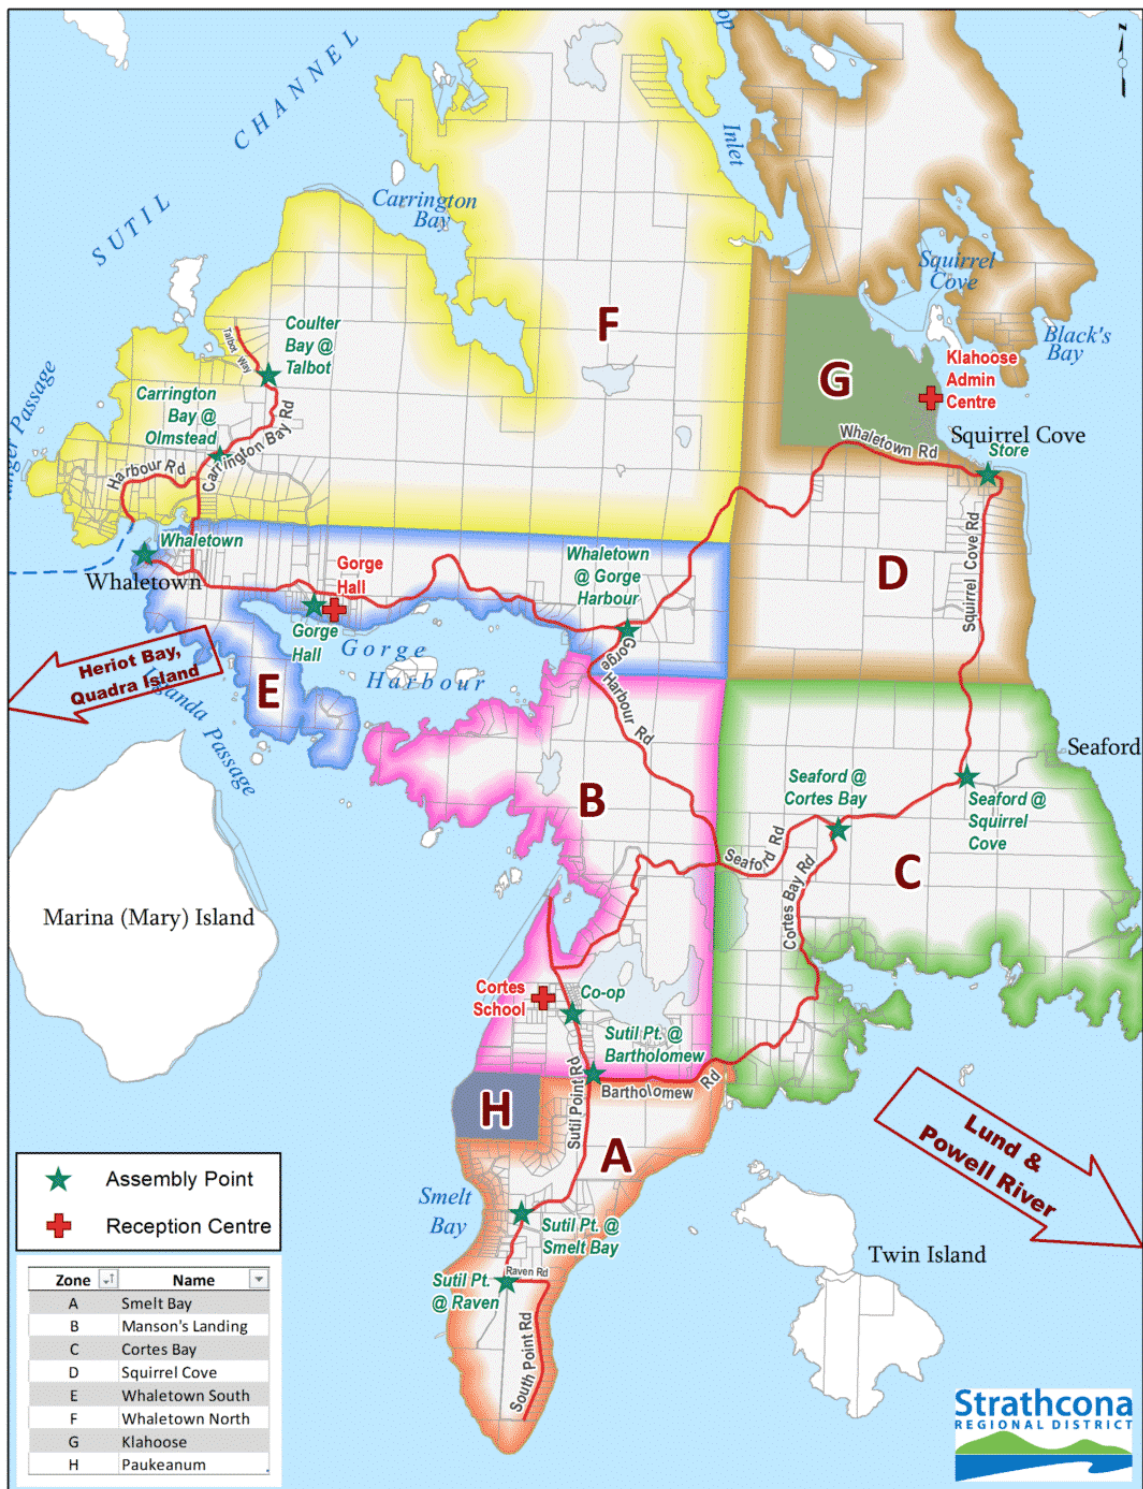 CHANNEL
SUTIL
Carrington
Bay
Inlet
Squirrel
Cove
Black's
Bay
Klahoose
Admin
Centre
Squirrel Cove
Store
F
G
Whaletown Rd
Coulter
Bay @
Talbot
Talbot Way
Carrington
Bay @
Olmstead
Carrington Bay Rd
Harbour Rd
Passage
Whaletown
Whaletown
Gorge
Hall
Gorge
Hall
Gorge
Harbour
Whaletown
@ Gorge
Harbour
D
Squirrel Cove Rd
Heriot Bay,
Quadra Island
E
Passage
Gorge Harbour Rd
B
Seaford
Seaford @
Cortes Bay
Seaford @
Squirrel
Cove
Seaford Rd
Cortes Bay Rd
C
Marina (Mary) Island
Cortes
School
Co-op
Sutil Pt. @
Bartholomew
Bartholomew Rd
Sutil Point Rd
H
A
Lund &
Powell River
Smelt
Bay
Sutil Pt. @
Smelt Bay
Raven Rd
Sutil Pt.
@ Raven
South Point Rd
Twin Island
Assembly Point
Reception Centre
Zone Name
A Smelt Bay
B Manson's Landing
C Cortes Bay
D Squirrel Cove
E Whaletown South
F Whaletown North
G Klahoose
H Paukeanum
Strathcona
REGIONAL DISTRICT